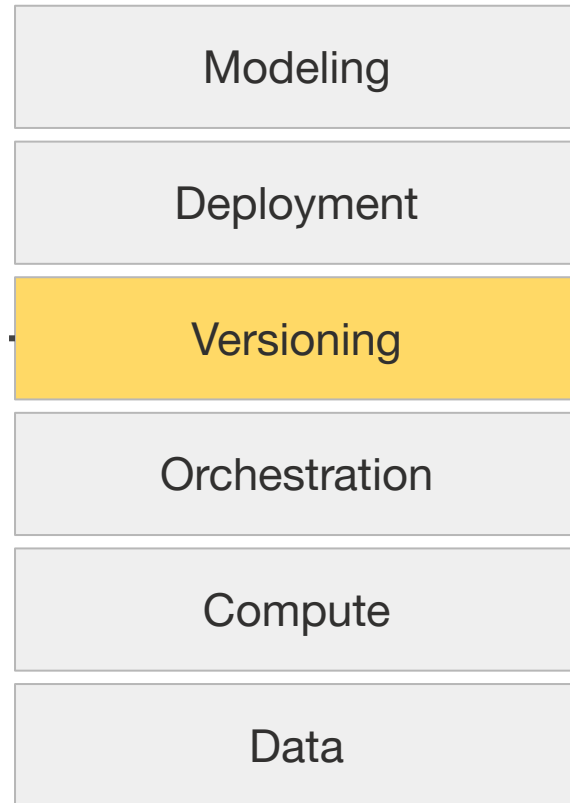 Modeling
Deployment
Versioning
Orchestration
Compute
Data